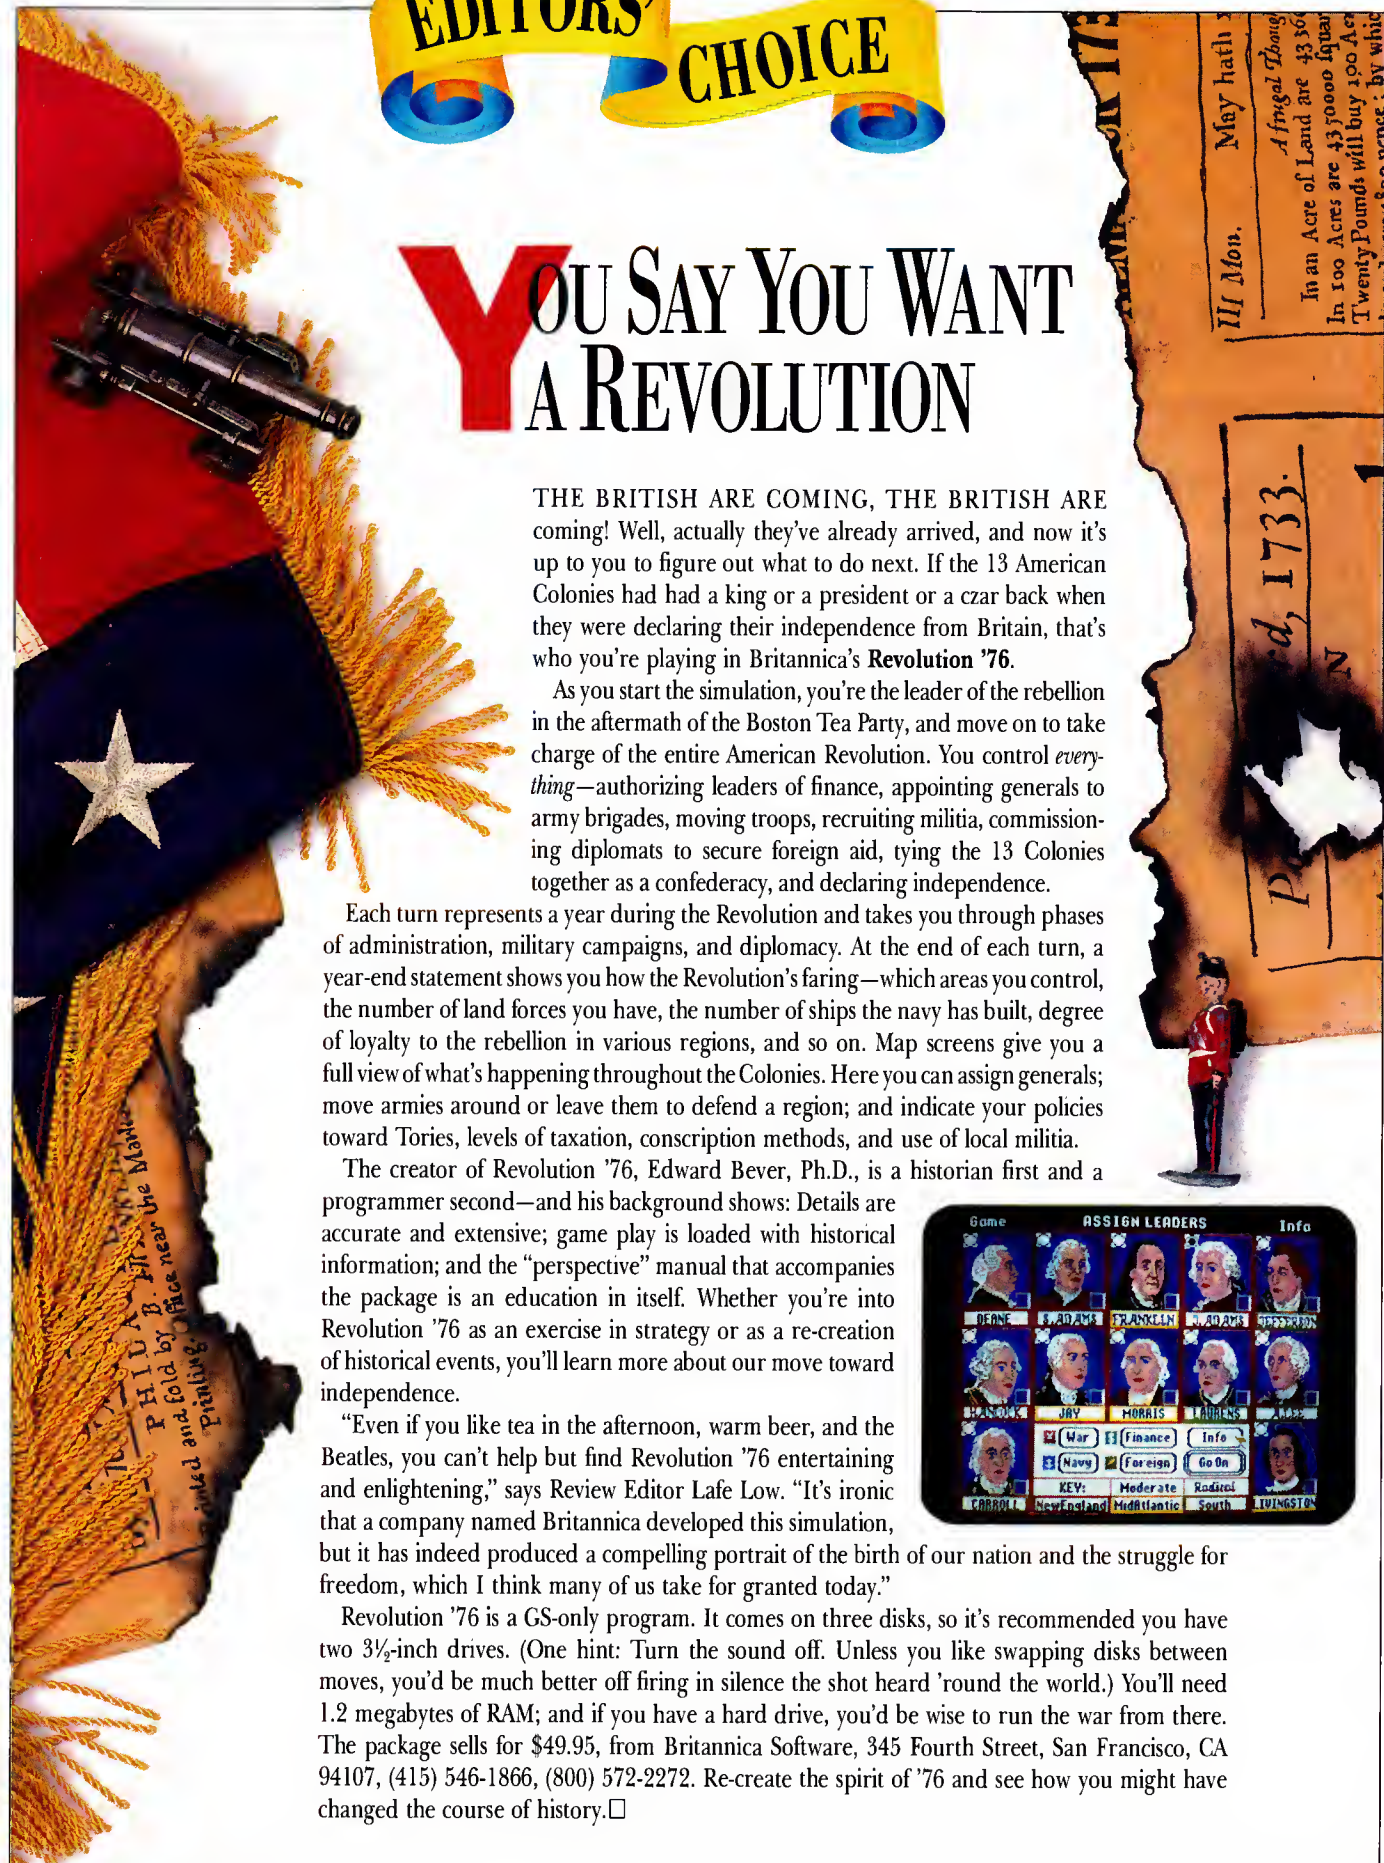 EDITORS'
CHOICE
YOU SAY YOU WANT
A REVOLUTION
THE BRITISH ARE COMING, THE BRITISH ARE
coming! Well, actually they've already arrived, and now it's
up to you to figure out what to do next. If the 13 American
Colonies had had a king or a president or a czar back when
they were declaring their independence from Britain, that's
who you're playing in Britannica's Revolution '76.
As you start the simulation, you're the leader of the rebellion
in the aftermath of the Boston Tea Party, and move on to take
charge of the entire American Revolution. You control every-
thing—authorizing leaders of finance, appointing generals to
army brigades, moving troops, recruiting militia, commission-
ing diplomats to secure foreign aid, tying the 13 Colonies
together as a confederacy, and declaring independence.
Each turn represents a year during the Revolution and takes you through phases
of administration, military campaigns, and diplomacy. At the end of each turn, a
year-end statement shows you how the Revolution's faring—which areas you control,
the number of land forces you have, the number of ships the navy has built, degree
of loyalty to the rebellion in various regions, and so on. Map screens give you a
full view of what's happening throughout the Colonies. Here you can assign generals;
move armies around or leave them to defend a region; and indicate your policies
toward Tories, levels of taxation, conscription methods, and use of local militia.
The creator of Revolution '76, Edward Bever, Ph.D., is a historian first and a
programmer second—and his background shows: Details are
accurate and extensive; game play is loaded with historical
information; and the "perspective" manual that accompanies
the package is an education in itself. Whether you're into
Revolution '76 as an exercise in strategy or as a re-creation
of historical events, you'll learn more about our move toward
independence.
"Even if you like tea in the afternoon, warm beer, and the
Beatles, you can't help but find Revolution '76 entertaining
and enlightening," says Review Editor Lafe Low. "It's ironic
that a company named Britannica developed this simulation,
but it has indeed produced a compelling portrait of the birth of our nation and the struggle for
freedom, which I think many of us take for granted today."
Revolution '76 is a GS-only program. It comes on three disks, so it's recommended you have
two 3½-inch drives. (One hint: Turn the sound off. Unless you like swapping disks between
moves, you'd be much better off firing in silence the shot heard 'round the world.) You'll need
1.2 megabytes of RAM; and if you have a hard drive, you'd be wise to run the war from there.
The package sells for $49.95, from Britannica Software, 345 Fourth Street, San Francisco, CA
94107, (415) 546-1866, (800) 572-2272. Re-create the spirit of '76 and see how you might have
changed the course of history.□
Game ASSIGN LEADERS Info
DEANE S.ADAMS FRANKLIN J.ADAMS JEFFERSON
HANCOCK JAY MORRIS LAURENS A.LEE
War Finance Info
Navy Foreign Go On
KEY: Moderate Radical
CARROLL NewEngland MidAtlantic South LIVINGSTON
III Mon. May hath
A frugal Thought
In an Acre of Land are 43560
In 100 Acres are 4350000 square
Twenty Pounds will buy 100
1733.
PHILA
B.
and sold by
Office near the
Printing